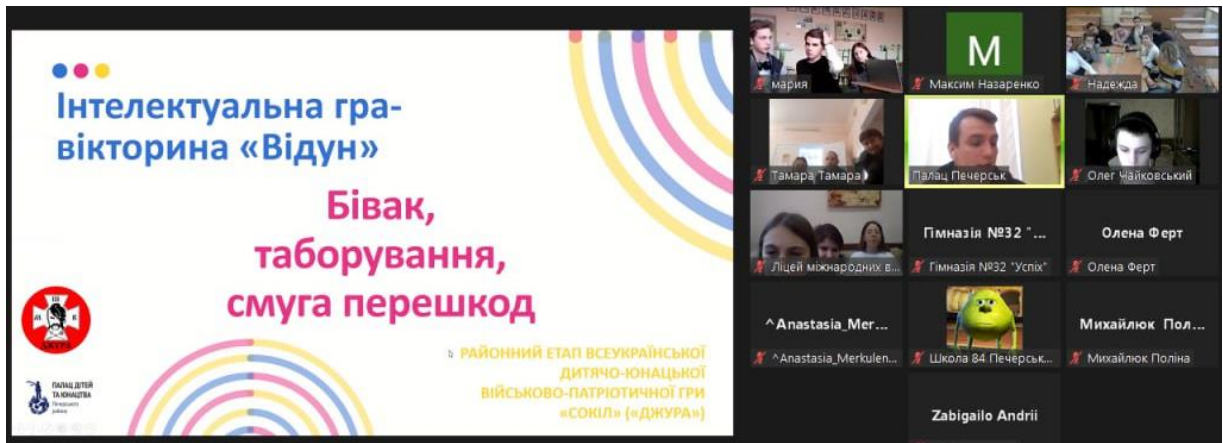 Інтелектуальна гра-
вікторина «Відун»
Бівак,
таборування,
смуга перешкод
РАЙОННИЙ ЕТАП ВСЕУКРАЇНСЬКОЇ
ДИТЯЧО-ЮНАЦЬКОЇ
ВІЙСЬКОВО-ПАТРІОТИЧНОЇ ГРИ
«СОКІЛ» («ДЖУРА»)
ДЖУРА
ПАЛАЦ ДІТЕЙ
ТА ЮНАЦТВА
Печерського
району
мария
М
Максим Назаренко
Надежда
Тамара Тамара
Палац Печерськ
Олег Чайковський
Ліцей міжнародних в...
Гімназія №32 "...
Гімназія №32 "Успіх"
Олена Ферт
Олена Ферт
^Anastasia_Mer...
^Anastasia_Merkulen...
Школа 84 Печерськ...
Михайлюк Пол...
Михайлюк Поліна
Zabigailo Andrii